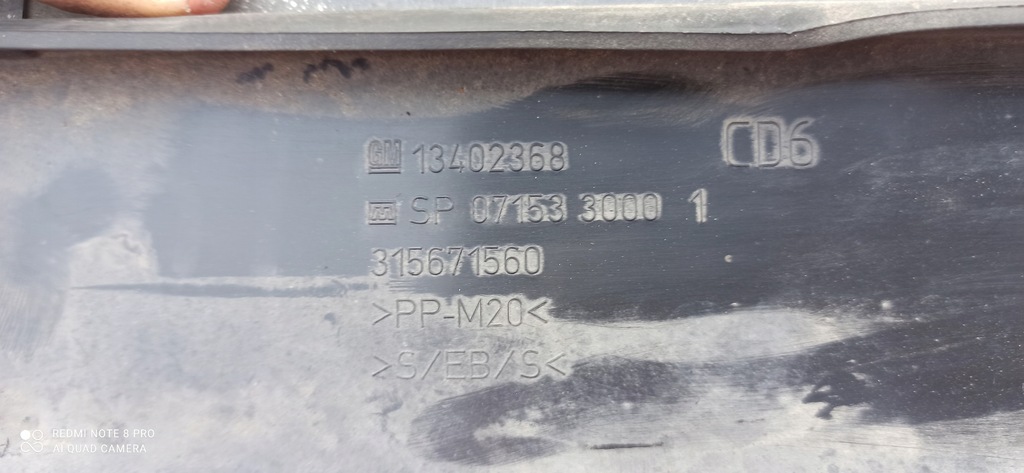 GM 13402368
CD6
SP 07153 3000 1
315671560
>PP-M20<
>S/EB/S<
REDMI NOTE 8 PRO
AI QUAD CAMERA